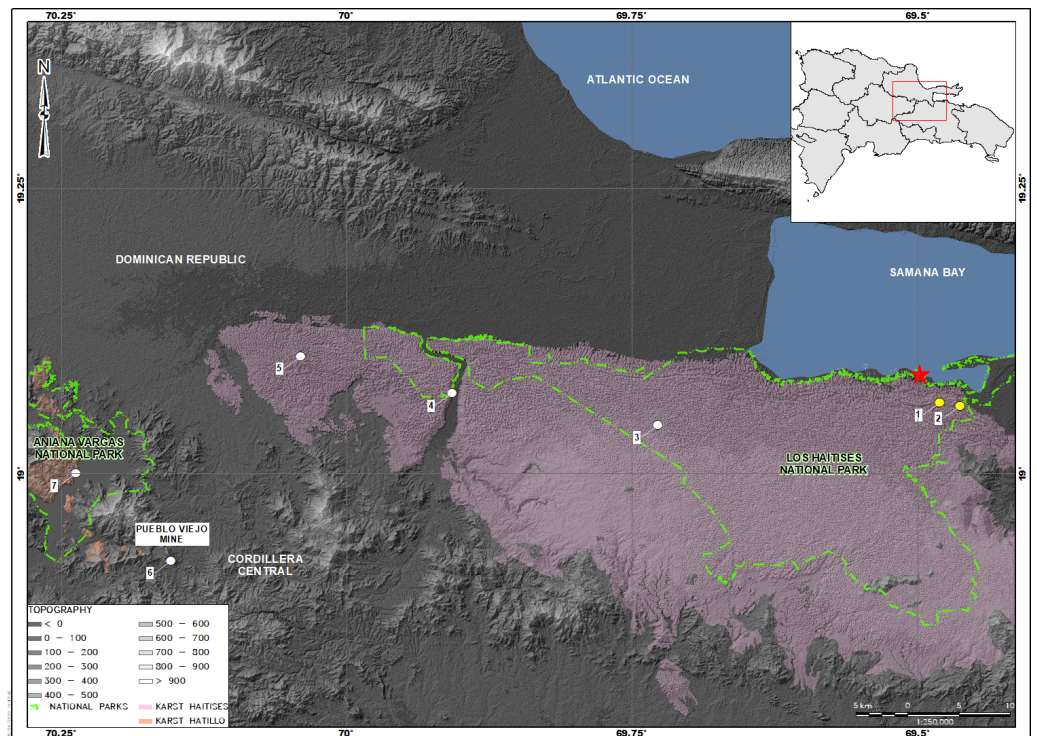 70.25°
70°
69.75°
69.5°
N
ATLANTIC OCEAN
19.25°
19.25°
DOMINICAN REPUBLIC
SAMANA BAY
5
4
1
2
3
ANIANA VARGAS
NATIONAL PARK
LOS HAITISES
NATIONAL PARK
19°
19°
7
PUEBLO VIEJO
MINE
6
CORDILLERA
CENTRAL
TOPOGRAPHY
< 0
0 - 100
100 - 200
200 - 300
300 - 400
400 - 500
500 - 600
600 - 700
700 - 800
800 - 900
> 900
NATIONAL PARKS
KARST HAITISES
KARST HATILLO
5 km 0 5 10
1:250,000
70.25°
70°
69.75°
69.5°